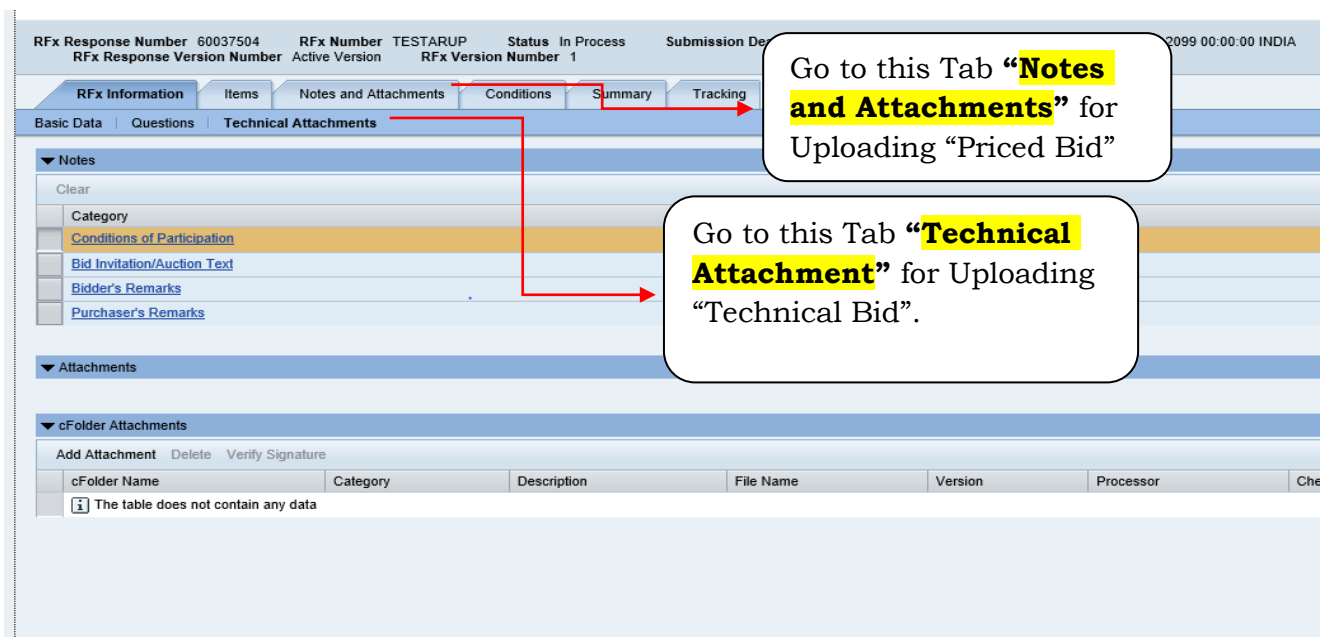 RFx Response Number 60037504 RFx Number TESTARUP Status In Process Submission De 2099 00:00:00 INDIA
RFx Response Version Number Active Version RFx Version Number 1
RFx Information Items Notes and Attachments Conditions Summary Tracking
Basic Data | Questions | Technical Attachments
Go to this Tab “Notes
and Attachments” for
Uploading “Priced Bid”
Notes
Clear
Category
Conditions of Participation
Bid Invitation/Auction Text
Bidder's Remarks
Purchaser's Remarks
Go to this Tab “Technical
Attachment” for Uploading
“Technical Bid”.
Attachments
cFolder Attachments
Add Attachment Delete Verify Signature
cFolder Name Category Description File Name Version Processor Che
The table does not contain any data